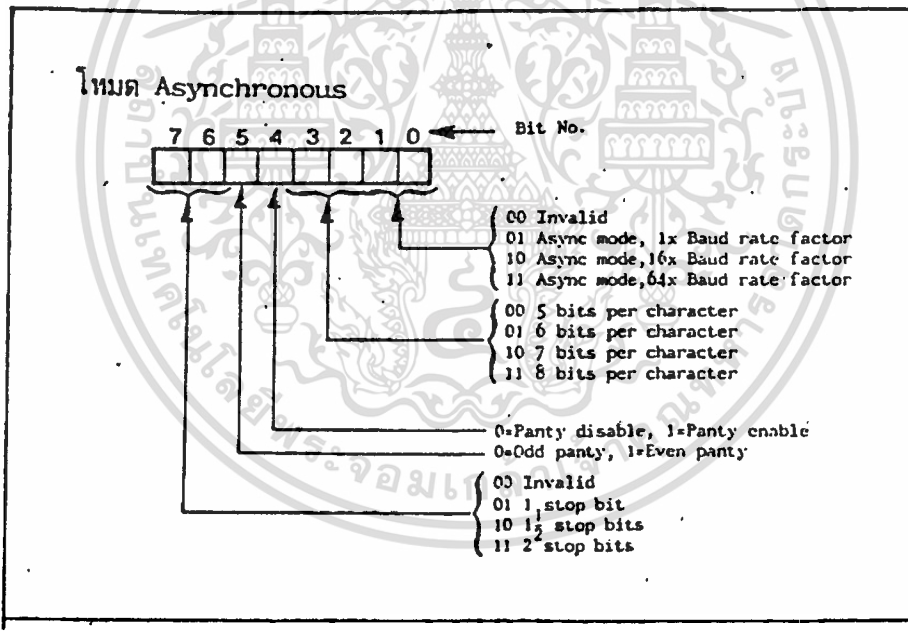 โหมด Asynchronous
7 6 5 4 3 2 1 0 Bit No.
00 Invalid
01 Async mode, 1x Baud rate factor
10 Async mode,16x Baud rate factor
11 Async mode,64x Baud rate factor
00 5 bits per character
01 6 bits per character
10 7 bits per character
11 8 bits per character
0=Panty disable, 1=Panty enable
0=Odd panty, 1=Even panty
00 Invalid
01 1 stop bit
10 1½ stop bits
11 2 stop bits